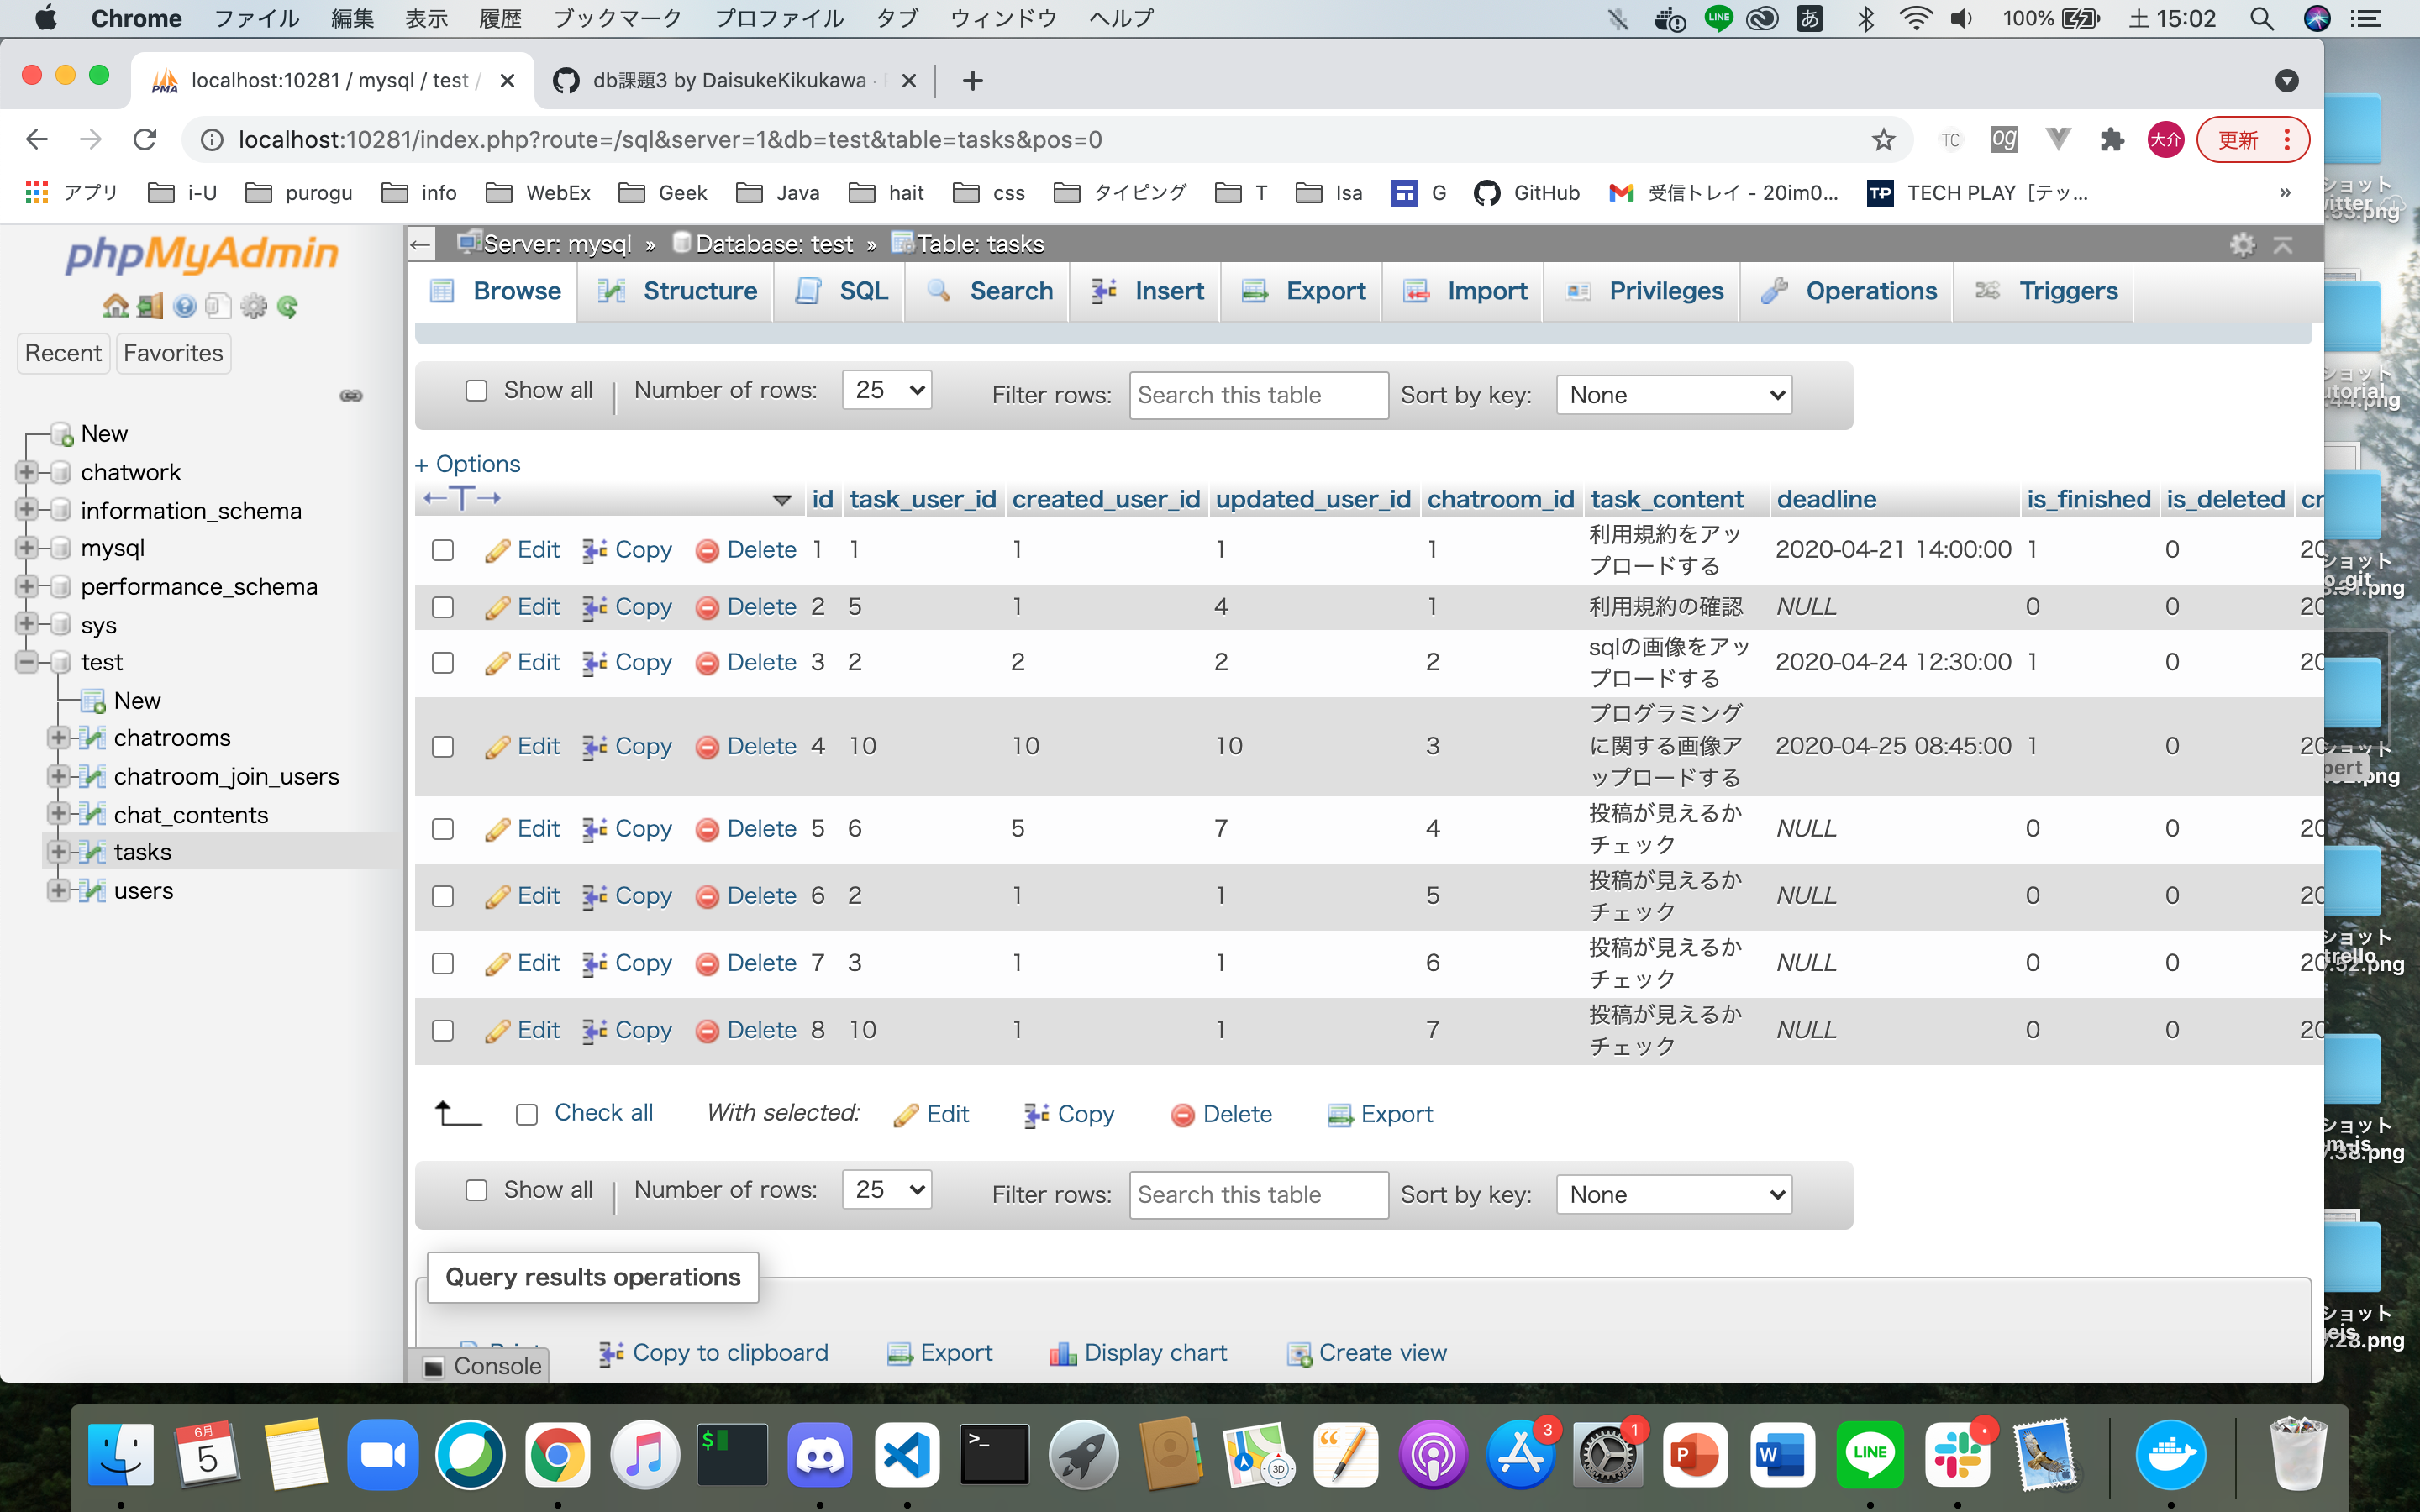 Chrome ファイル 編集 表示 履歴 ブックマーク プロファイル タブ ウィンドウ ヘルプ LINE あ 100% 土 15:02
localhost:10281 / mysql / test / db課題3 by DaisukeKikukawa ·
localhost:10281/index.php?route=/sql&server=1&db=test&table=tasks&pos=0 TC og 大介 更新
アプリ i-U purogu info WebEx Geek Java hait css タイピング T Isa G GitHub 受信トレイ - 20im0... TP TECH PLAY［テッ... »
phpMyAdmin
Recent Favorites
New
chatwork
information_schema
mysql
performance_schema
sys
test
New
chatrooms
chatroom_join_users
chat_contents
tasks
users
Server: mysql » Database: test » Table: tasks
Browse Structure SQL Search Insert Export Import Privileges Operations Triggers
Show all Number of rows: 25 Filter rows: Search this table Sort by key: None
+ Options
←T→ id task_user_id created_user_id updated_user_id chatroom_id task_content deadline is_finished is_deleted cr
Edit Copy Delete 1 1 1 1 1 利用規約をアッ
プロードする 2020-04-21 14:00:00 1 0 20
Edit Copy Delete 2 5 1 4 1 利用規約の確認 NULL 0 0 20
Edit Copy Delete 3 2 2 2 2 sqlの画像をアッ
プロードする 2020-04-24 12:30:00 1 0 20
Edit Copy Delete 4 10 10 10 3 プログラミング
に関する画像ア
ップロードする 2020-04-25 08:45:00 1 0 20
Edit Copy Delete 5 6 5 7 4 投稿が見えるか
チェック NULL 0 0 20
Edit Copy Delete 6 2 1 1 5 投稿が見えるか
チェック NULL 0 0 20
Edit Copy Delete 7 3 1 1 6 投稿が見えるか
チェック NULL 0 0 20
Edit Copy Delete 8 10 1 1 7 投稿が見えるか
チェック NULL 0 0 20
Check all With selected: Edit Copy Delete Export
Show all Number of rows: 25 Filter rows: Search this table Sort by key: None
Query results operations
Copy to clipboard Export Display chart Create view
Console
6月
5
3D
3
1
P
W
LINE